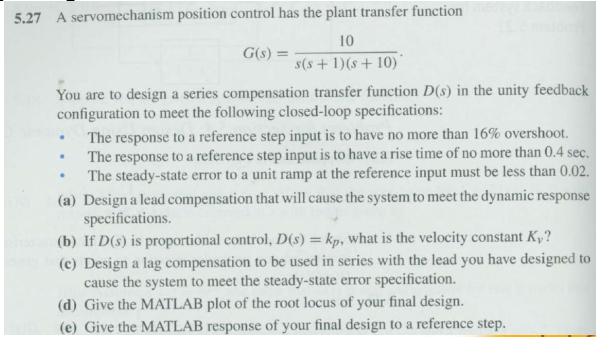 5.27 A servomechanism position control has the plant transfer function
G(s) = 10 / s(s + 1)(s + 10) .
You are to design a series compensation transfer function D(s) in the unity feedback
configuration to meet the following closed-loop specifications:
• The response to a reference step input is to have no more than 16% overshoot.
• The response to a reference step input is to have a rise time of no more than 0.4 sec.
• The steady-state error to a unit ramp at the reference input must be less than 0.02.
(a) Design a lead compensation that will cause the system to meet the dynamic response
specifications.
(b) If D(s) is proportional control, D(s) = kp, what is the velocity constant Kv?
(c) Design a lag compensation to be used in series with the lead you have designed to
cause the system to meet the steady-state error specification.
(d) Give the MATLAB plot of the root locus of your final design.
(e) Give the MATLAB response of your final design to a reference step.